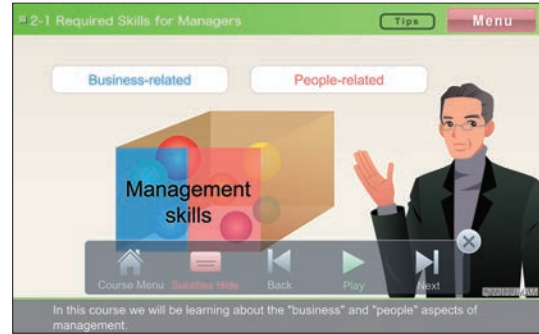 2-1 Required Skills for Managers
Tips
Menu
Business-related
People-related
Management
skills
Course Menu
Subtitles Hide
Back
Play
Next
In this course we will be learning about the "business" and "people" aspects of
management.